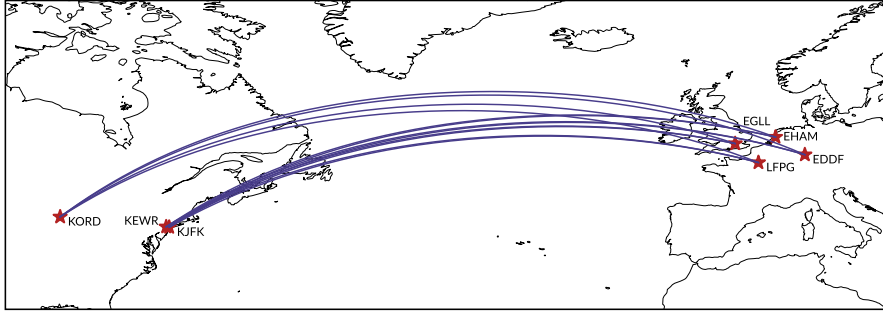 EGLL
EHAM
EDDF
LFPG
KORD
KEWR
KJFK